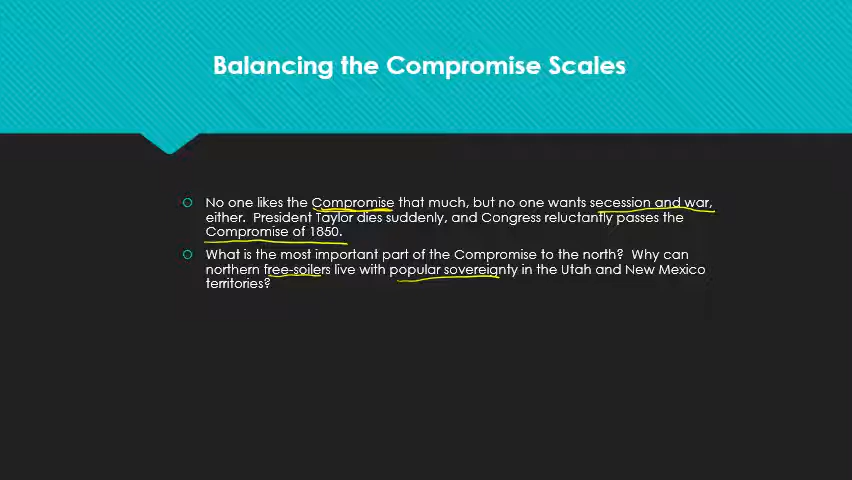 Balancing the Compromise Scales
No one likes the Compromise that much, but no one wants secession and war,
either.  President Taylor dies suddenly, and Congress reluctantly passes the
Compromise of 1850.
What is the most important part of the Compromise to the north?  Why can
northern free-soilers live with popular sovereignty in the Utah and New Mexico
territories?